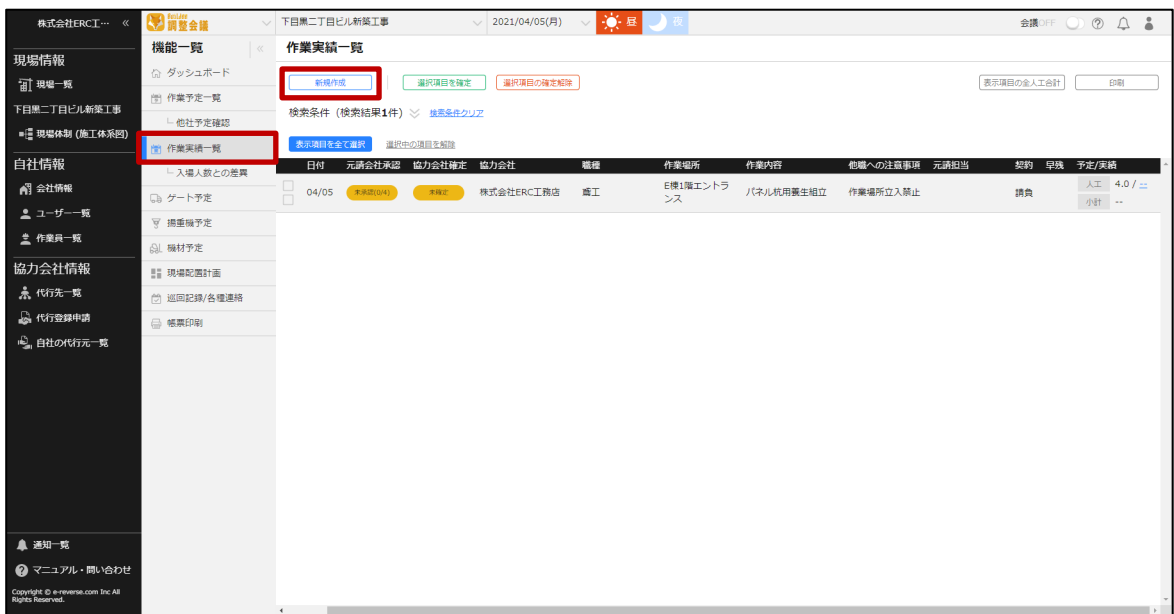 株式会社ERC工… «
現場情報
現場一覧
下目黒二丁目ビル新築工事
現場体制 (施工体系図)
自社情報
会社情報
ユーザー一覧
作業員一覧
協力会社情報
代行先一覧
代行登録申請
自社の代行元一覧
通知一覧
マニュアル・問い合わせ
Copyright © e-reverse.com Inc All
Rights Reserved.
調整会議
機能一覧 «
ダッシュボード
作業予定一覧
他社予定確認
作業実績一覧
入場人数との差異
ゲート予定
揚重機予定
機材予定
現場配置計画
巡回記録/各種連絡
帳票印刷
下目黒二丁目ビル新築工事 2021/04/05(月) 昼 夜 会議OFF
作業実績一覧
新規作成 選択項目を確定 選択項目の確定解除 表示項目の全人工合計 印刷
検索条件 (検索結果1件) 検索条件クリア
表示項目を全て選択 選択中の項目を解除
日付 元請会社承認 協力会社確定 協力会社 職種 作業場所 作業内容 他職への注意事項 元請担当 契約 早残 予定/実績
04/05 未承認(0/4) 未確定 株式会社ERC工務店 鳶工 E棟1階エントランス パネル杭用養生組立 作業場所立入禁止 請負 人工 4.0 / --
小計 --